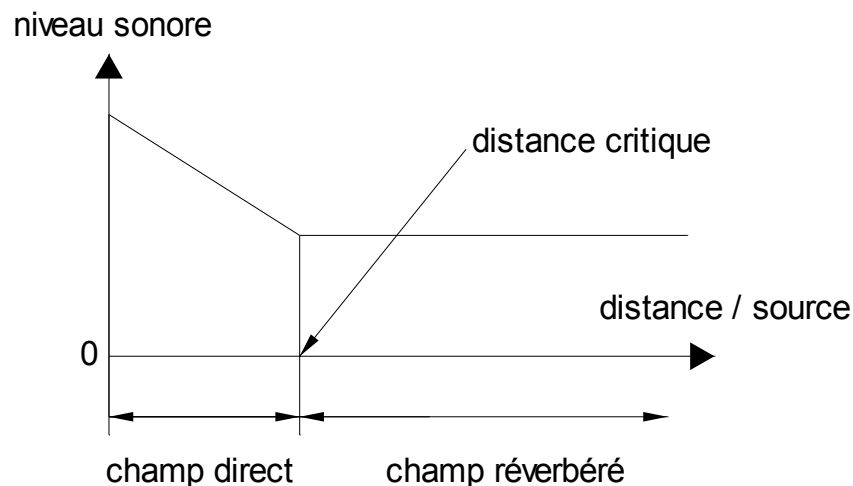 niveau sonore
distance critique
distance / source
0
champ direct
champ réverbéré